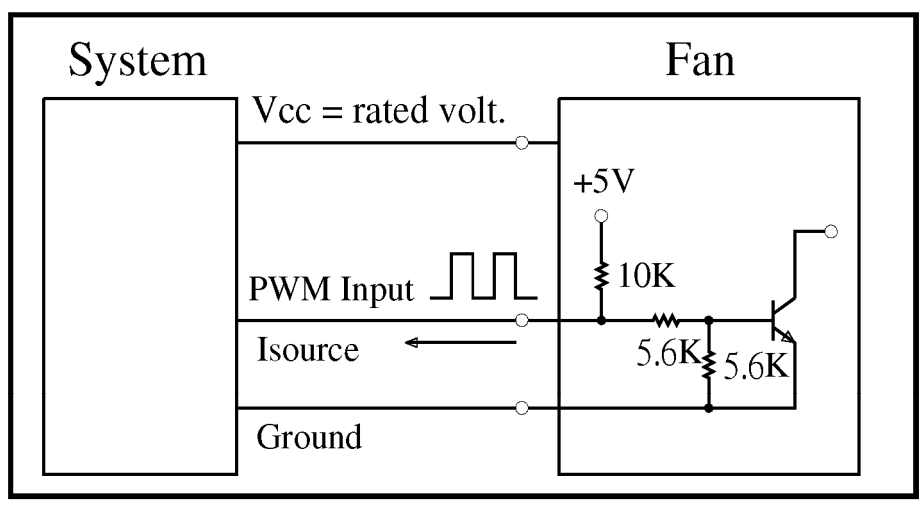 System
Fan
Vcc = rated volt.
+5V
10K
PWM Input
Isource
5.6K
5.6K
Ground